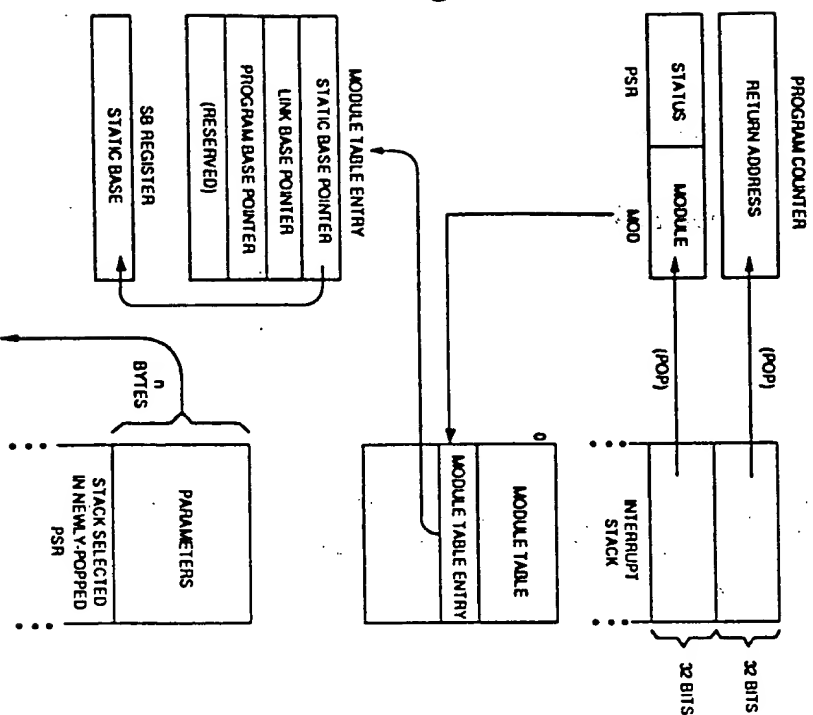 PROGRAM COUNTER
RETURN ADDRESS
(POP)
32 BITS
STATUS
MODULE
PSR
MOD
(POP)
32 BITS
INTERRUPT
STACK
0
MODULE TABLE
MODULE TABLE ENTRY
MODULE TABLE ENTRY
STATIC BASE POINTER
LINK BASE POINTER
PROGRAM BASE POINTER
(RESERVED)
SB REGISTER
STATIC BASE
n
BYTES
PARAMETERS
STACK SELECTED
IN NEWLY-POPPED
PSR